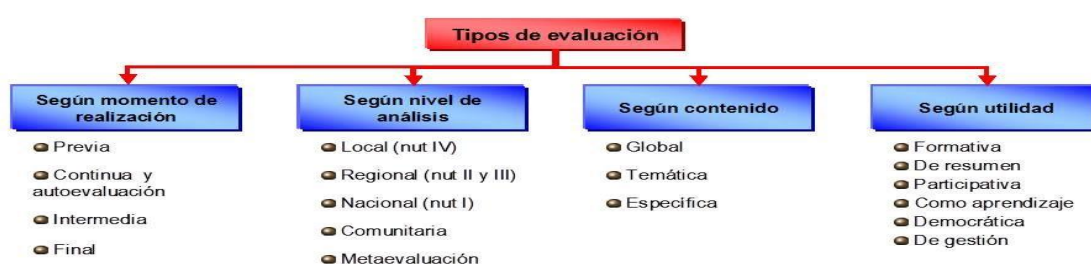 Tipos de evaluación
Según momento de
realización
Previa
Continua y
autoevaluación
Intermedia
Final
Según nivel de
análisis
Local (nut IV)
Regional (nut II y III)
Nacional (nut I)
Comunitaria
Metaevaluación
Según contenido
Global
Temática
Específica
Según utilidad
Formativa
De resumen
Participativa
Como aprendizaje
Democrática
De gestión